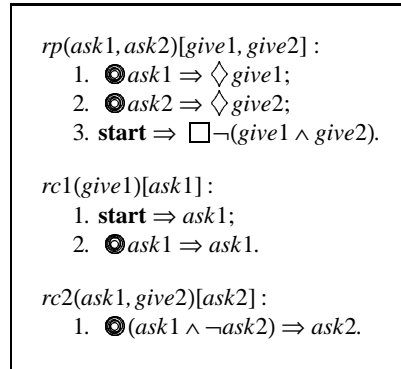 rp(ask1, ask2)[give1, give2] :
1. ◎ask1 ⇒ ◇give1;
2. ◎ask2 ⇒ ◇give2;
3. start ⇒ □¬(give1 ∧ give2).
rc1(give1)[ask1] :
1. start ⇒ ask1;
2. ◎ask1 ⇒ ask1.
rc2(ask1, give2)[ask2] :
1. ◎(ask1 ∧ ¬ask2) ⇒ ask2.